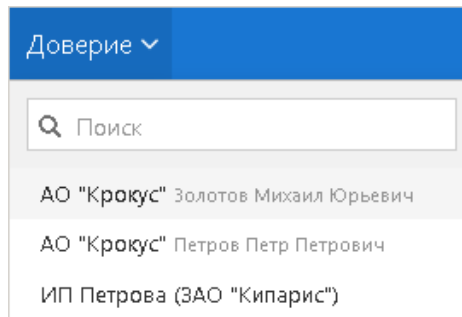 Доверие
Поиск
АО "Крокус" Золотов Михаил Юрьевич
АО "Крокус" Петров Петр Петрович
ИП Петрова (ЗАО "Кипарис")